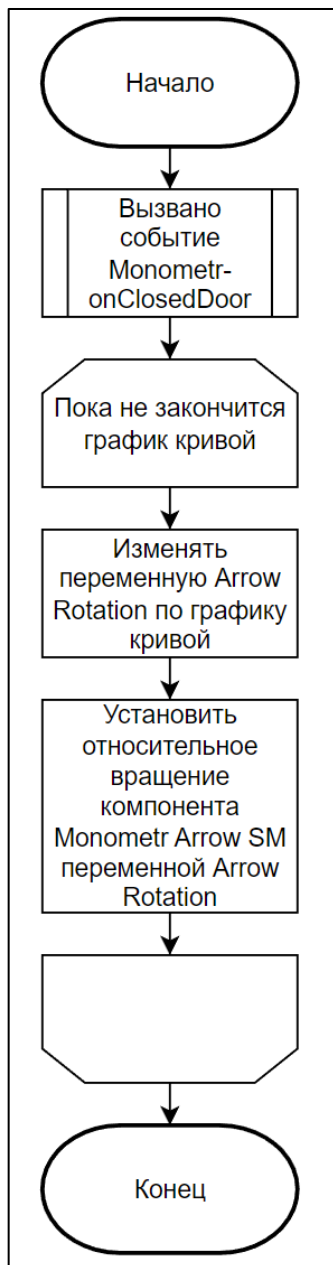 Начало
Вызвано
событие
Monometr-
onClosedDoor
Пока не закончится
график кривой
Изменять
переменную Arrow
Rotation по графику
кривой
Установить
относительное
вращение
компонента
Monometr Arrow SM
переменной Arrow
Rotation
Конец